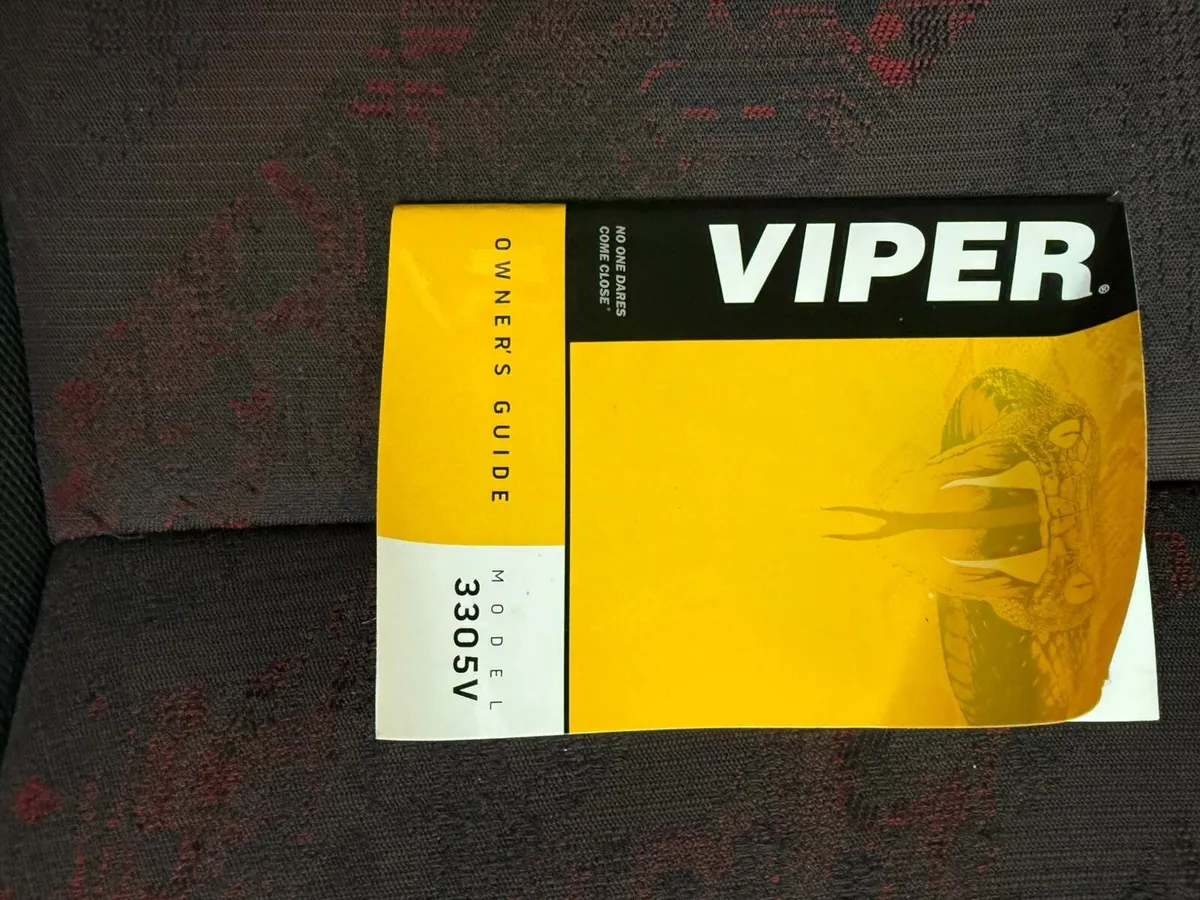 VIPER®
NO ONE DARES
COME CLOSE®
OWNER'S GUIDE
MODEL
3305V